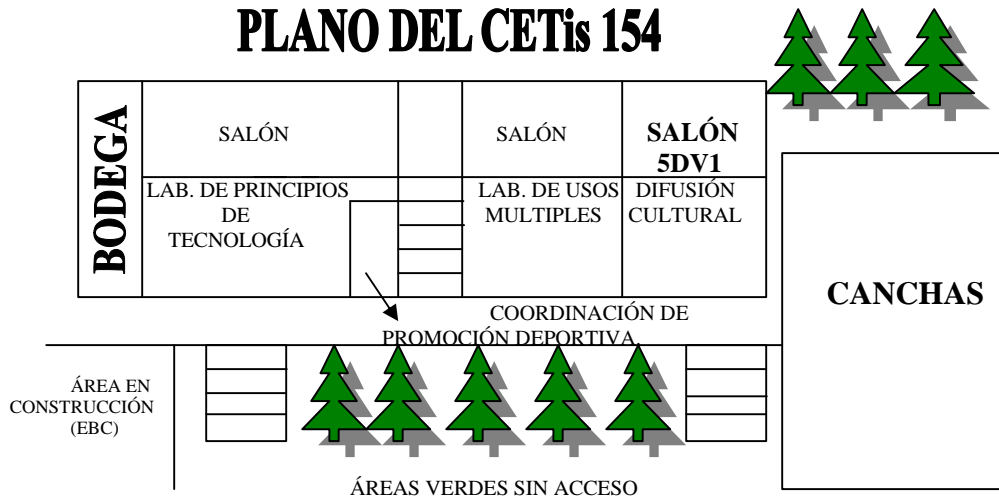 PLANO DEL CETis 154
BODEGA
SALÓN
SALÓN
SALÓN
5DV1
LAB. DE PRINCIPIOS
DE
TECNOLOGÍA
LAB. DE USOS
MULTIPLES
DIFUSIÓN
CULTURAL
CANCHAS
COORDINACIÓN DE
PROMOCIÓN DEPORTIVA
ÁREA EN
CONSTRUCCIÓN
(EBC)
ÁREAS VERDES SIN ACCESO